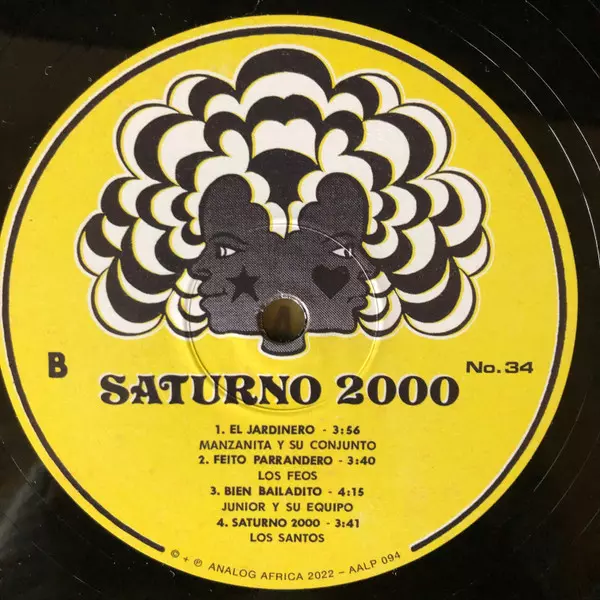 B
No. 34
SATURNO 2000
1. EL JARDINERO - 3:56
MANZANITA Y SU CONJUNTO
2. FEITO PARRANDERO - 3:40
LOS FEOS
3. BIEN BAILADITO - 4:15
JUNIOR Y SU EQUIPO
4. SATURNO 2000 - 3:41
LOS SANTOS
© + ℗ ANALOG AFRICA 2022 – AALP 094